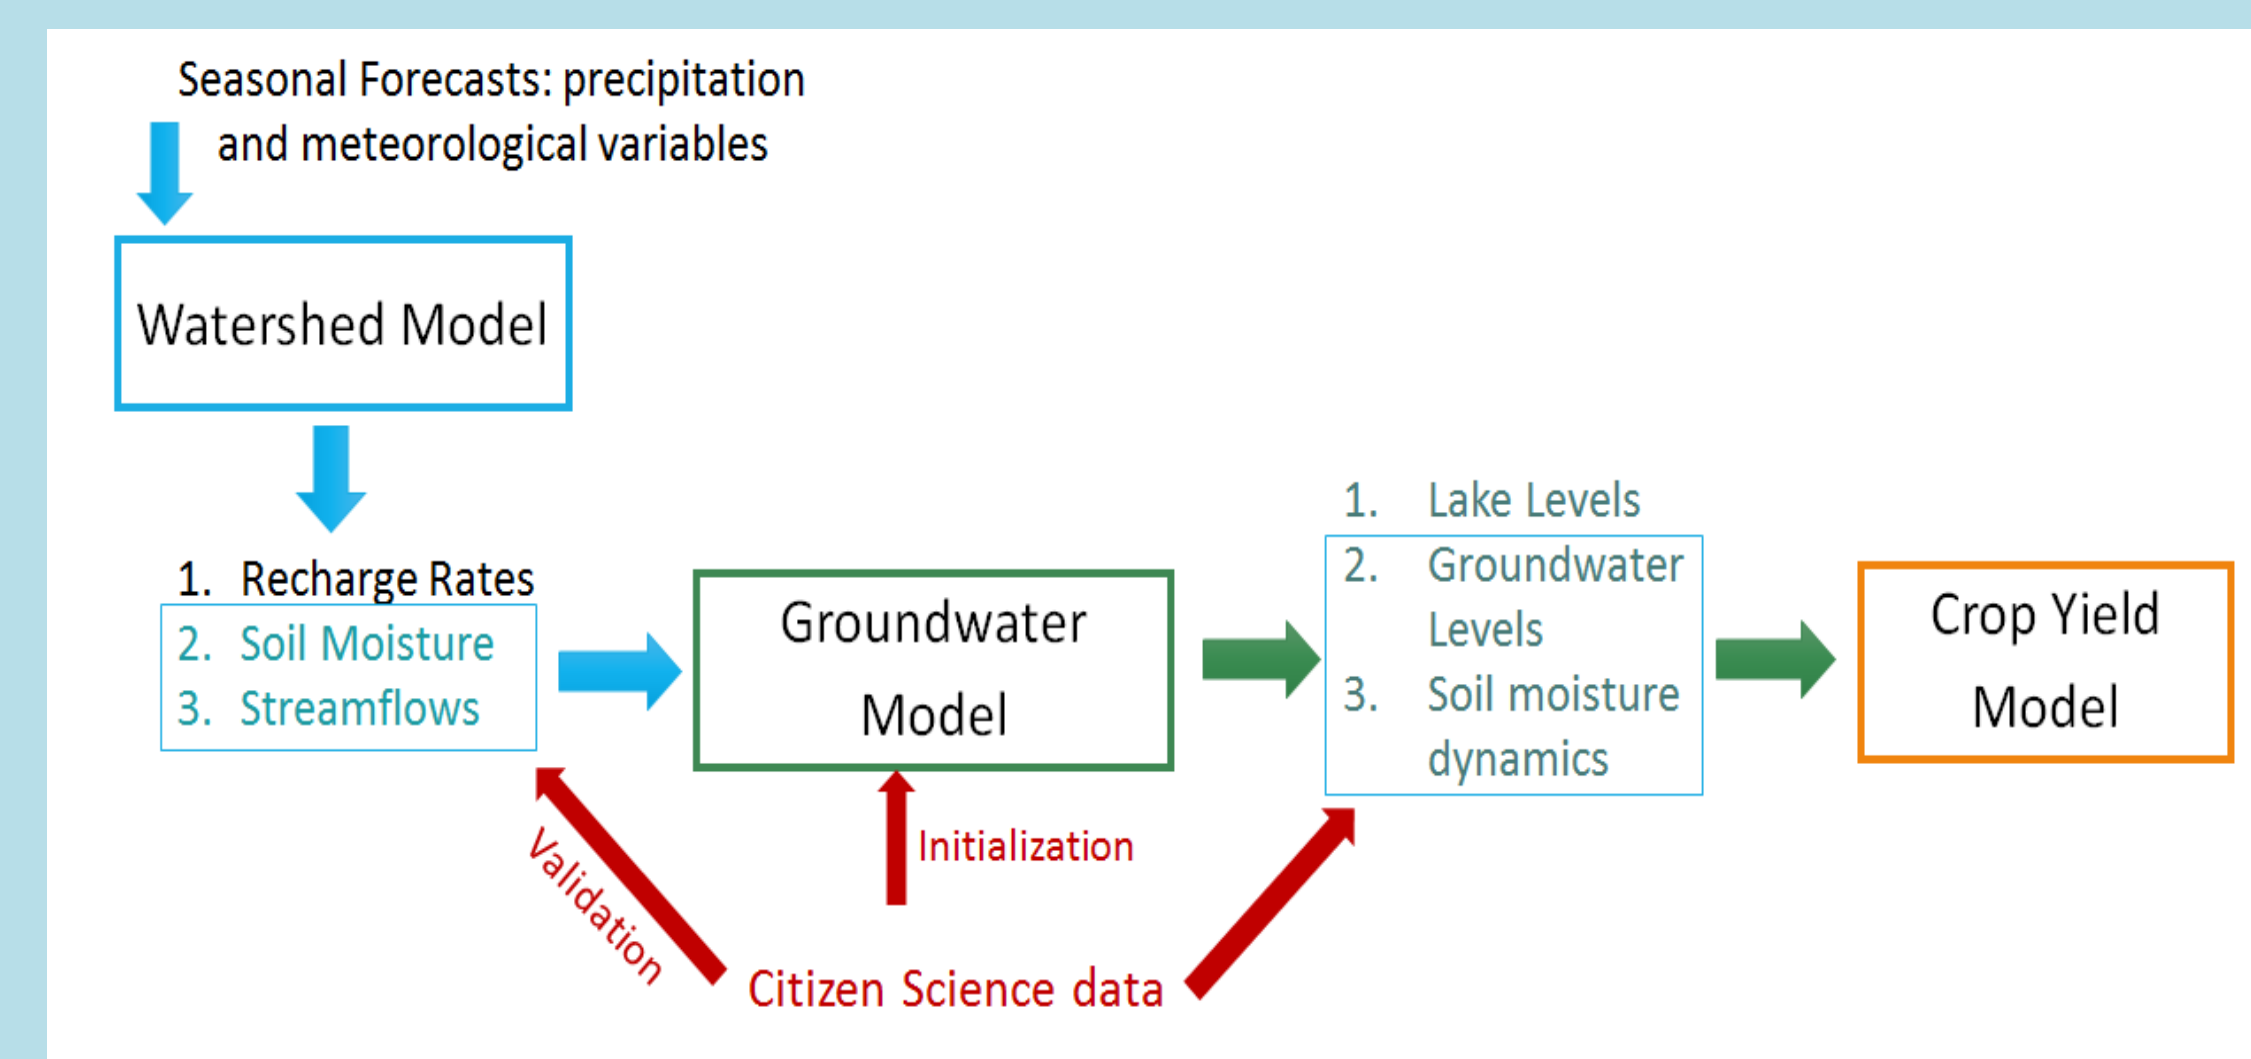 Seasonal Forecasts: precipitation
and meteorological variables
Watershed Model
1. Recharge Rates
2. Soil Moisture
3. Streamflows
Groundwater
Model
1. Lake Levels
2. Groundwater
Levels
3. Soil moisture
dynamics
Crop Yield
Model
Validation
Initialization
Citizen Science data